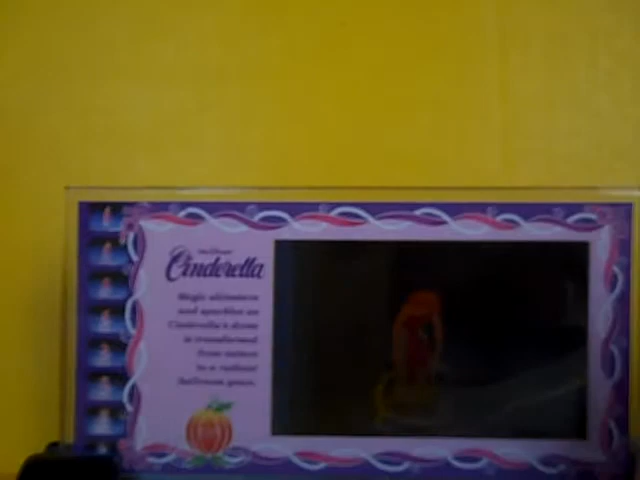 Cinderella
Magic shimmers
and sparkles as
Cinderella's dress
is transformed
from tatters
to a radiant
ballroom gown.